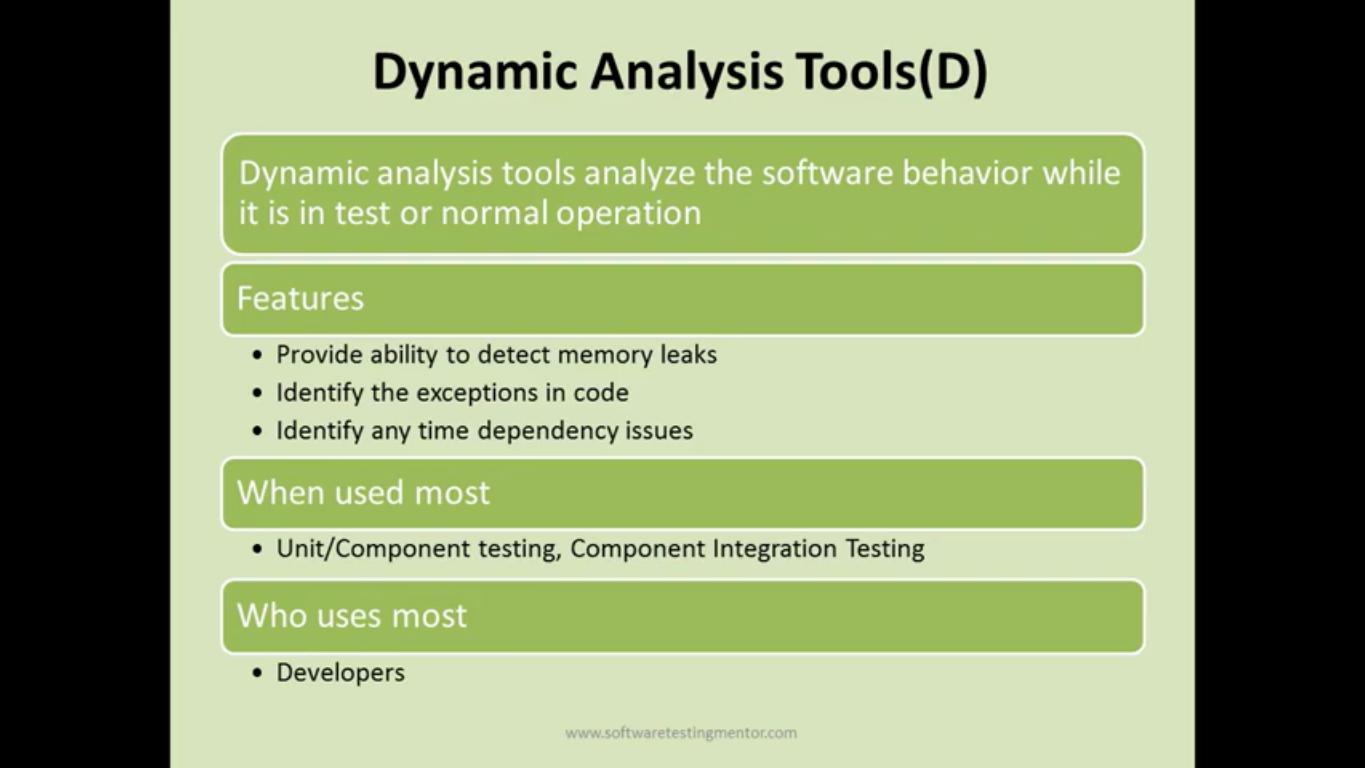 Dynamic Analysis Tools(D)
Dynamic analysis tools analyze the software behavior while
it is in test or normal operation
Features
• Provide ability to detect memory leaks
• Identify the exceptions in code
• Identify any time dependency issues
When used most
• Unit/Component testing, Component Integration Testing
Who uses most
• Developers
www.softwaretestingmentor.com